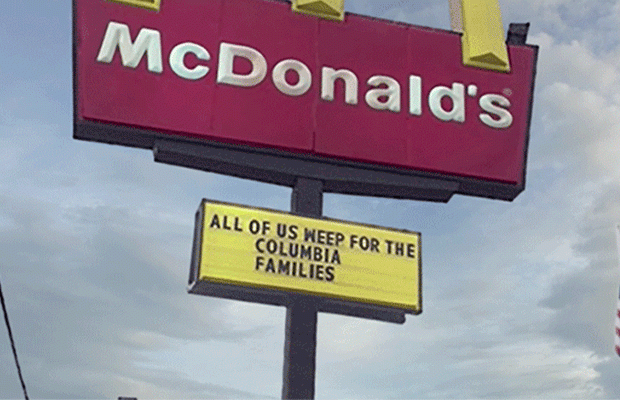 McDonald's®
ALL OF US WEEP FOR THE
COLUMBIA
FAMILIES